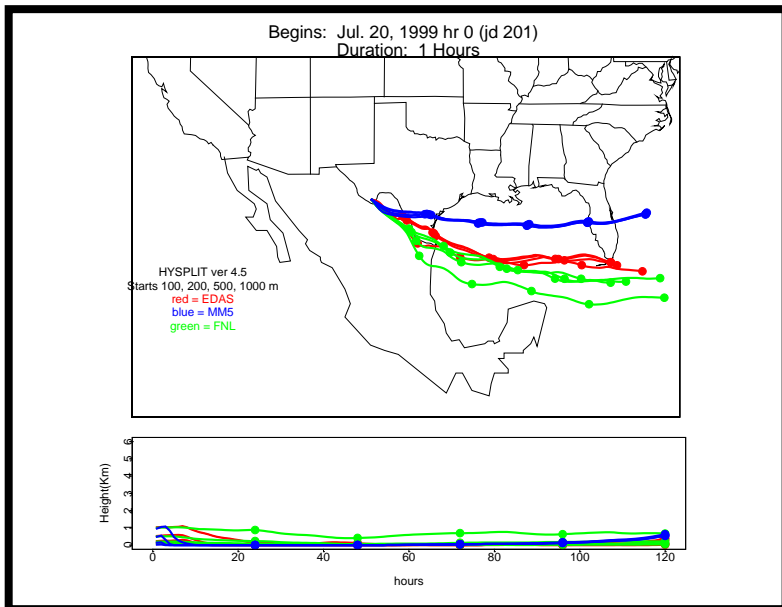 Begins: Jul. 20, 1999 hr 0 (jd 201)
Duration: 1 Hours
HYSPLIT ver 4.5
Starts 100, 200, 500, 1000 m
red = EDAS
blue = MM5
green = FNL
Height(Km)
6
5
4
3
2
1
0
0 20 40 60 80 100 120
hours